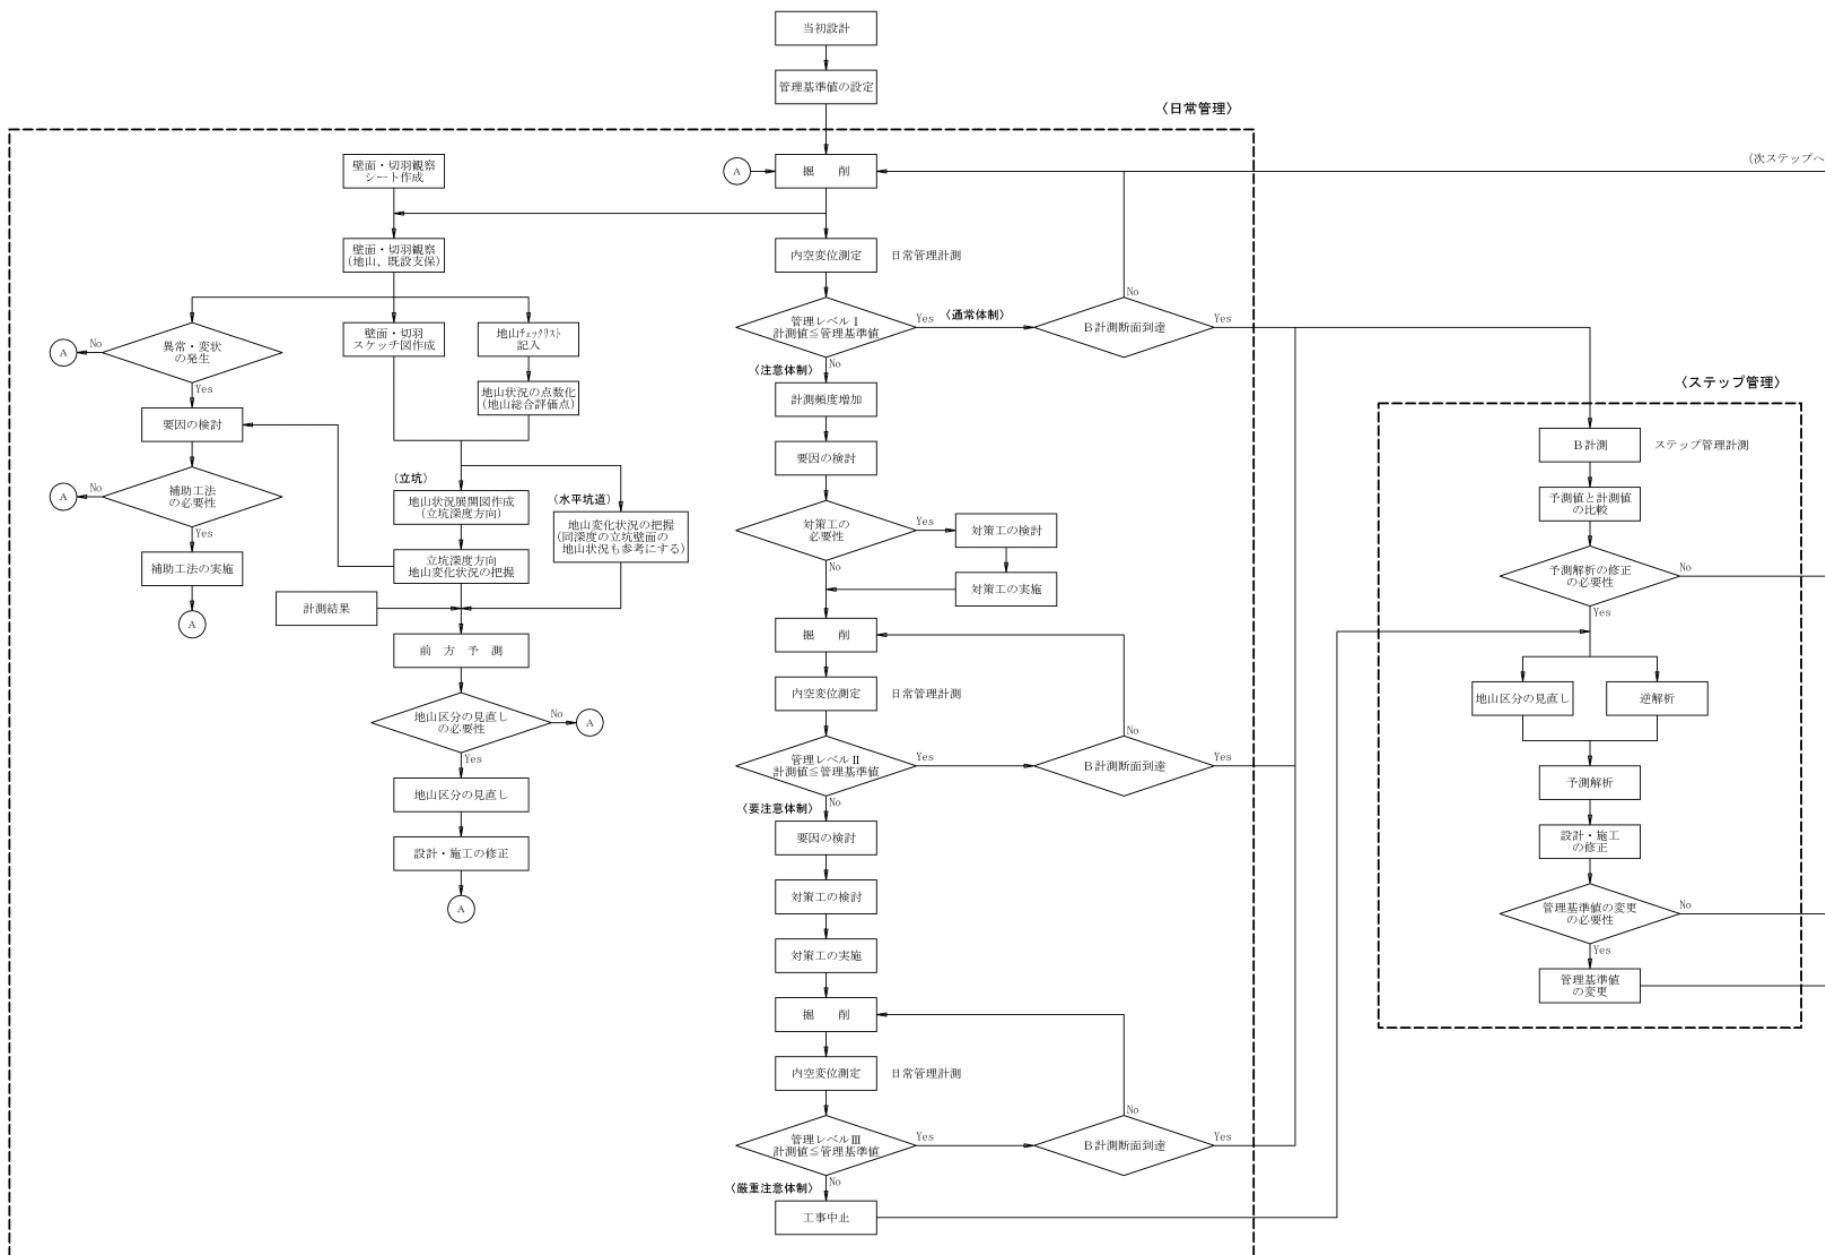 当初設計
管理基準値の設定
〈日常管理〉
壁面・切羽観察
シート作成
A
掘 削
(次ステップへ
壁面・切羽観察
(地山、既設支保)
内空変位測定
日常管理計測
異常・変状
の発生
No
A
Yes
壁面・切羽
スケッチ図作成
地山チェックリスト
記入
地山状況の点数化
(地山総合評価点)
管理レベルⅠ
計測値≦管理基準値
Yes
〈通常体制〉
No
B計測断面到達
No
Yes
〈注意体制〉
計測頻度増加
〈ステップ管理〉
要因の検討
要因の検討
B計測
ステップ管理計測
補助工法
の必要性
No
A
Yes
(立坑)
地山状況展開図作成
(立坑深度方向)
(水平坑道)
地山変化状況の把握
(同深度の立坑壁面の
地山状況も参考にする)
対策工の
必要性
Yes
No
対策工の検討
予測値と計測値
の比較
補助工法の実施
A
立坑深度方向
地山変化状況の把握
対策工の実施
予測解析の修正
の必要性
No
Yes
計測結果
前 方 予 測
掘 削
内空変位測定
日常管理計測
地山区分の見直し
逆解析
地山区分の見直し
の必要性
No
A
Yes
管理レベルⅡ
計測値≦管理基準値
Yes
No
B計測断面到達
No
Yes
予測解析
地山区分の見直し
〈要注意体制〉
要因の検討
設計・施工
の修正
設計・施工の修正
A
対策工の検討
管理基準値の変更
の必要性
No
Yes
対策工の実施
管理基準値
の変更
掘 削
内空変位測定
日常管理計測
管理レベルⅢ
計測値≦管理基準値
Yes
No
B計測断面到達
No
Yes
〈厳重注意体制〉
工事中止